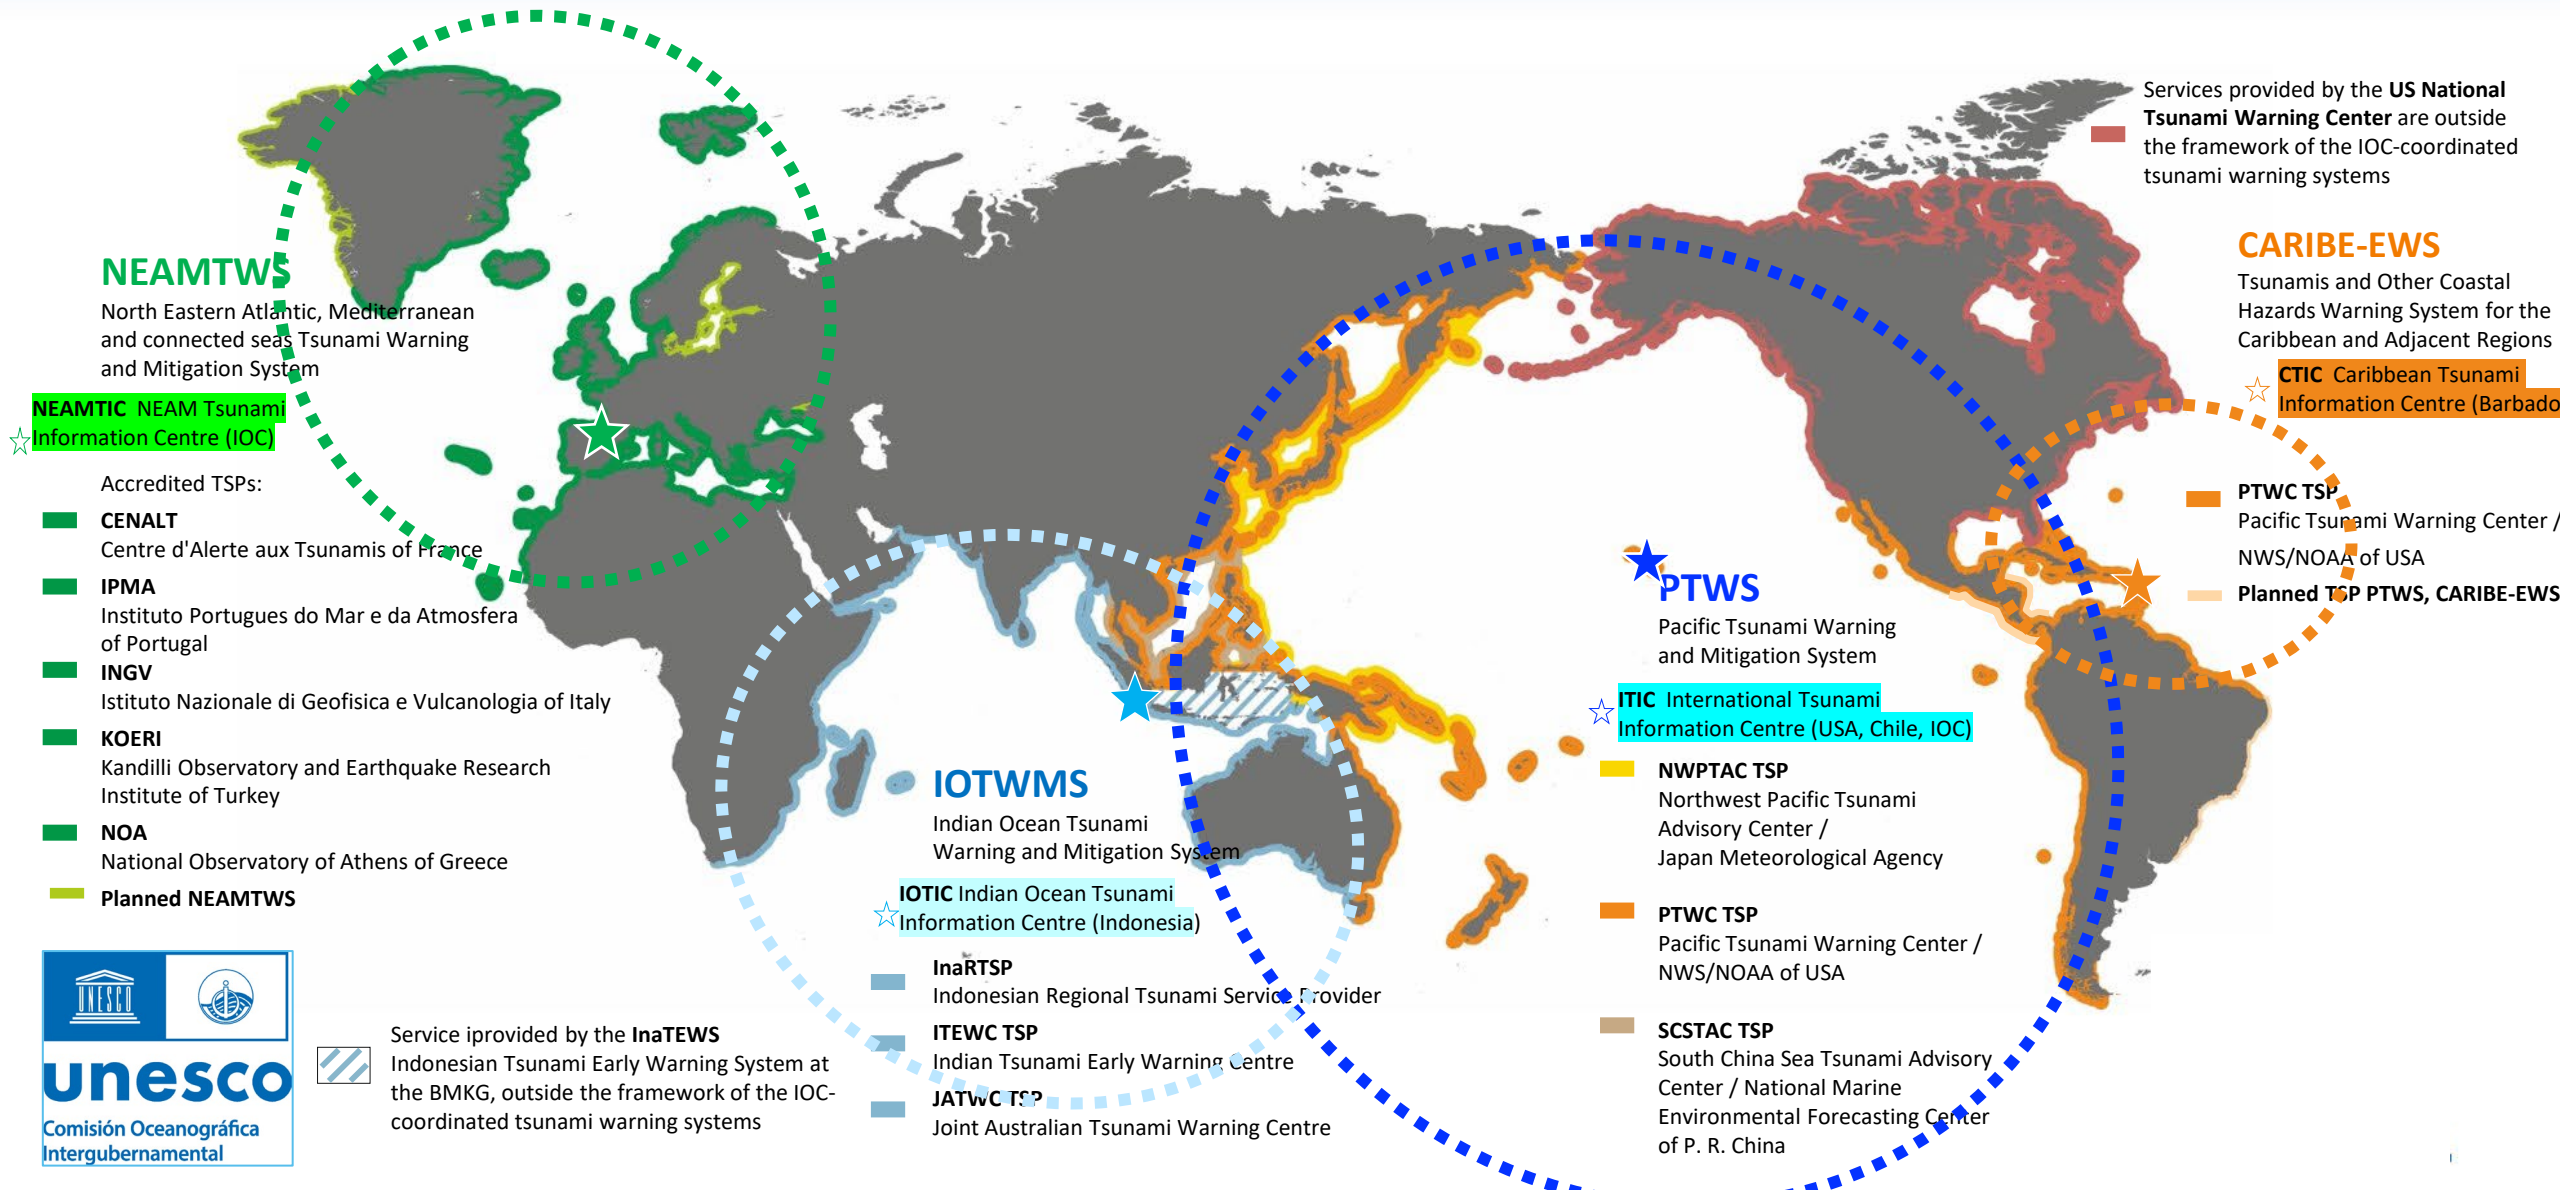 NEAMTWS
North Eastern Atlantic, Mediterranean
and connected seas Tsunami Warning
and Mitigation System
NEAMTIC NEAM Tsunami
Information Centre (IOC)
Accredited TSPs:
CENALT
Centre d'Alerte aux Tsunamis of France
IPMA
Instituto Portugues do Mar e da Atmosfera
of Portugal
INGV
Istituto Nazionale di Geofisica e Vulcanologia of Italy
KOERI
Kandilli Observatory and Earthquake Research
Institute of Turkey
NOA
National Observatory of Athens of Greece
Planned NEAMTWS
UNESCO
unesco
Comisión Oceanográfica
Intergubernamental
Service iprovided by the InaTEWS
Indonesian Tsunami Early Warning System at
the BMKG, outside the framework of the IOC-
coordinated tsunami warning systems
IOTWMS
Indian Ocean Tsunami
Warning and Mitigation System
IOTIC Indian Ocean Tsunami
Information Centre (Indonesia)
InaRTSP
Indonesian Regional Tsunami Service Provider
ITEWC TSP
Indian Tsunami Early Warning Centre
JATWC TSP
Joint Australian Tsunami Warning Centre
PTWS
Pacific Tsunami Warning
and Mitigation System
ITIC International Tsunami
Information Centre (USA, Chile, IOC)
NWPTAC TSP
Northwest Pacific Tsunami
Advisory Center /
Japan Meteorological Agency
PTWC TSP
Pacific Tsunami Warning Center /
NWS/NOAA of USA
SCSTAC TSP
South China Sea Tsunami Advisory
Center / National Marine
Environmental Forecasting Center
of P. R. China
Services provided by the US National
Tsunami Warning Center are outside
the framework of the IOC-coordinated
tsunami warning systems
CARIBE-EWS
Tsunamis and Other Coastal
Hazards Warning System for the
Caribbean and Adjacent Regions
CTIC Caribbean Tsunami
Information Centre (Barbado
PTWC TSP
Pacific Tsunami Warning Center /
NWS/NOAA of USA
Planned TSP PTWS, CARIBE-EWS